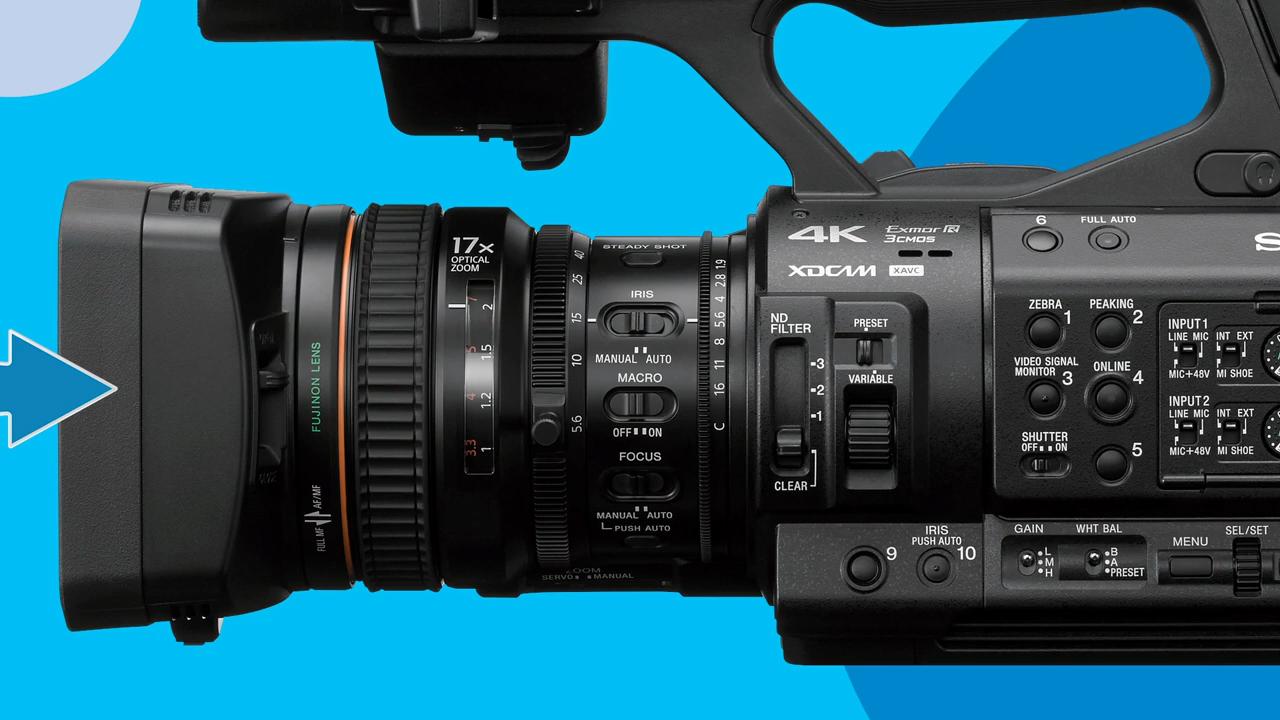 17x
OPTICAL
ZOOM
FUJINON LENS
FULL MF AF/MF
2
1.5
1.2
1
7
5
4
3.3
40
25
15
10
5.6
STEADY SHOT
IRIS
MANUAL AUTO
MACRO
OFF ON
FOCUS
MANUAL AUTO
PUSH AUTO
ZOOM
SERVO MANUAL
1.9
2.8
4
5.6
8
11
16
C
4K
Exmor R
3CMOS
XDCAM
XAVC
ND
FILTER
3
2
1
CLEAR
PRESET
VARIABLE
6
FULL AUTO
ZEBRA
1
PEAKING
2
VIDEO SIGNAL
MONITOR
3
ONLINE
4
SHUTTER
OFF ON
5
INPUT1
LINE MIC
INT EXT
MIC+48V
MI SHOE
INPUT2
LINE MIC
INT EXT
MIC+48V
MI SHOE
9
IRIS
PUSH AUTO
10
GAIN
L
M
H
WHT BAL
B
A
PRESET
MENU
SEL/SET